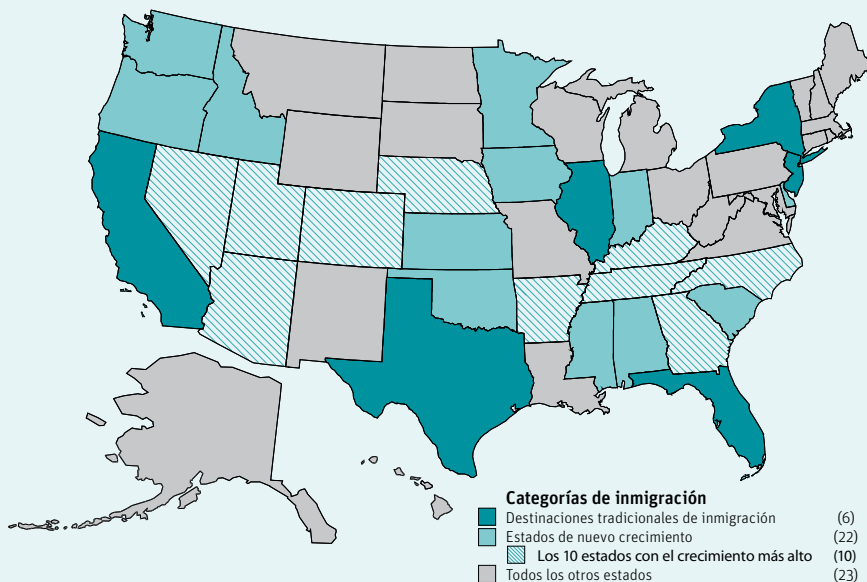 Categorías de inmigración
Destinaciones tradicionales de inmigración (6)
Estados de nuevo crecimiento (22)
Los 10 estados con el crecimiento más alto (10)
Todos los otros estados (23)